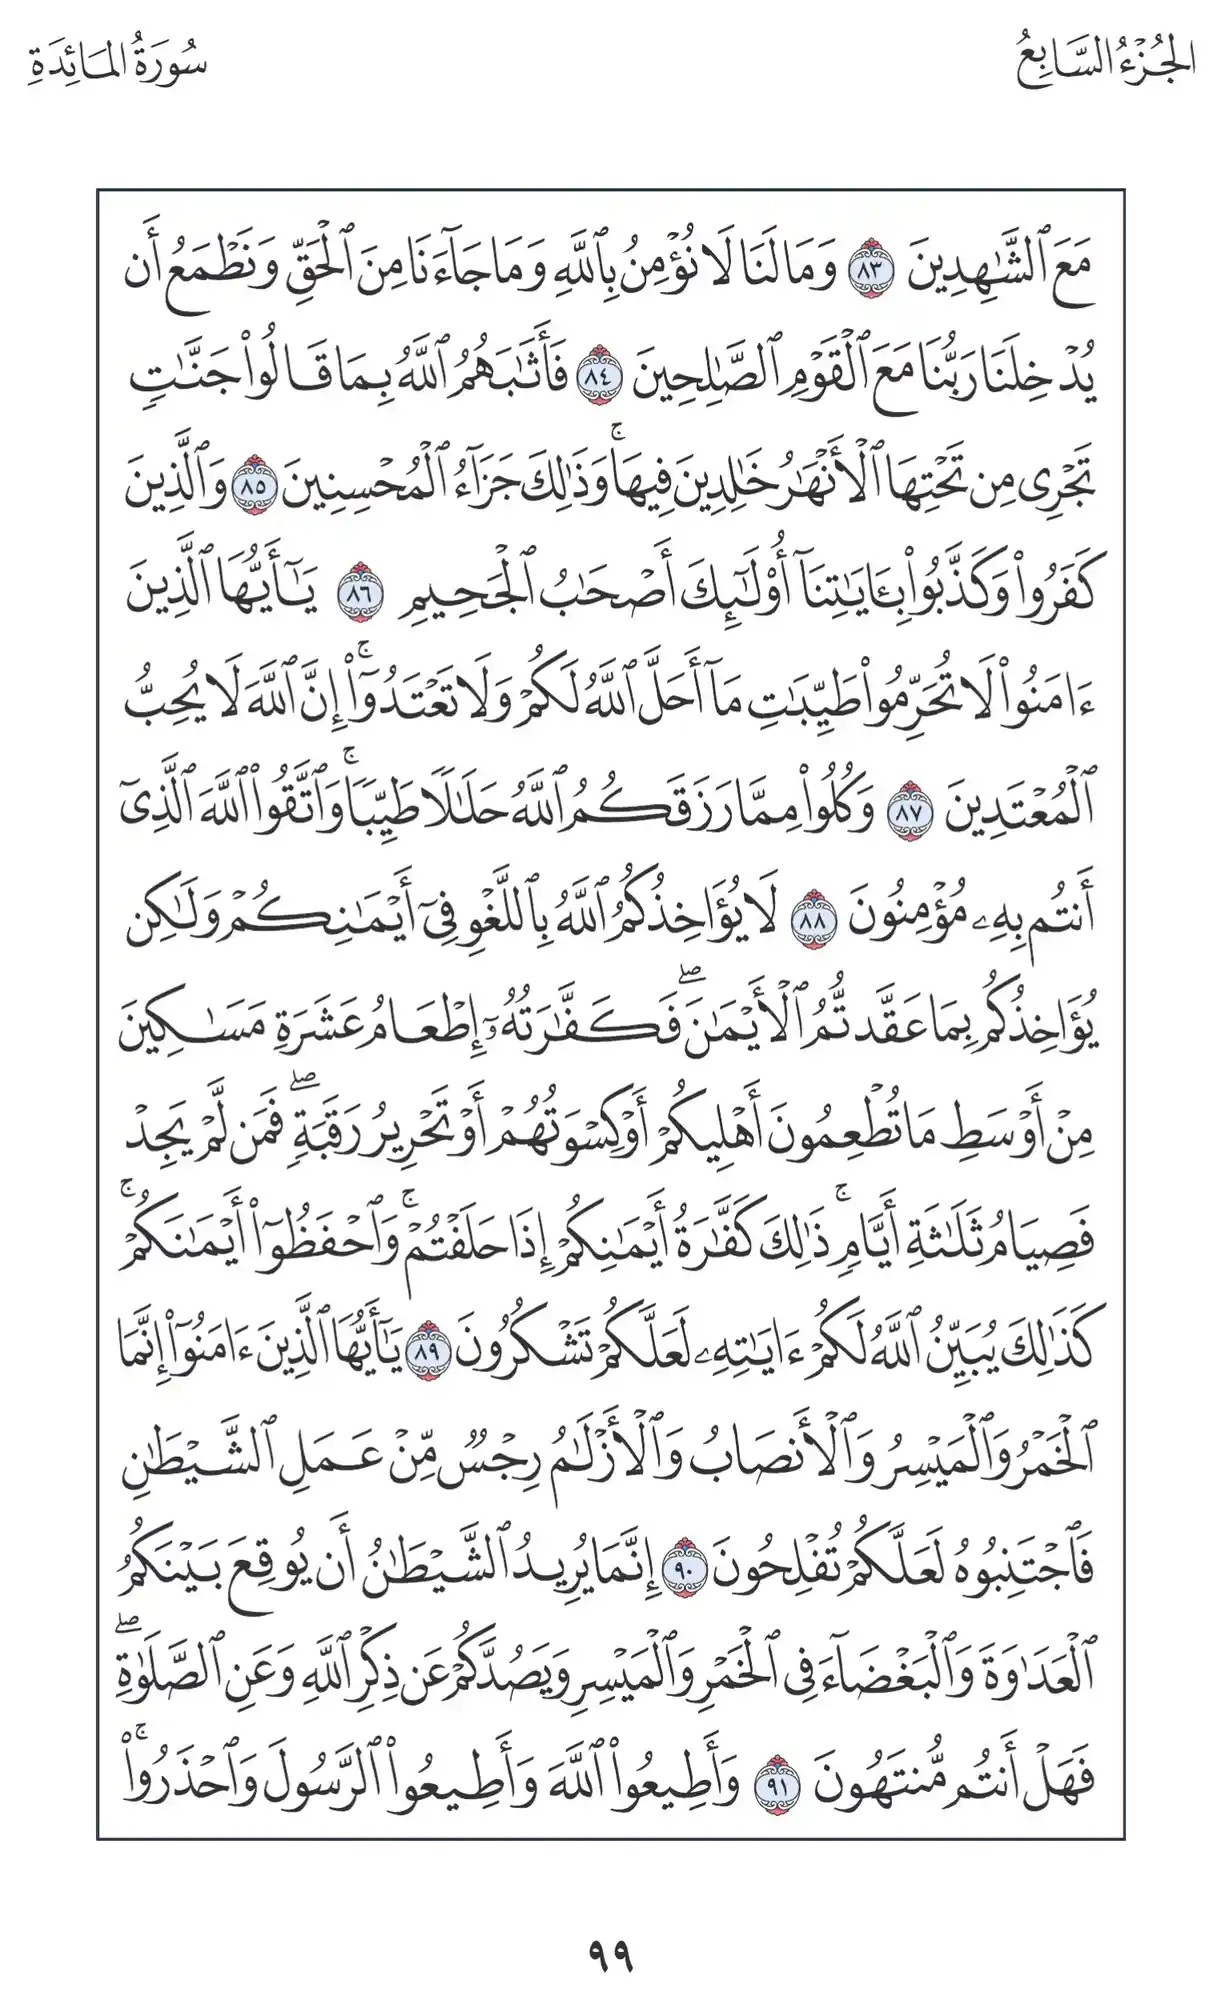 الجُزْءُ السَّابِعُ
سُورَةُ المَائِدَةِ
مَعَ ٱلشَّٰهِدِينَ ٨٣ وَمَا لَنَا لَا نُؤْمِنُ بِٱللَّهِ وَمَا جَآءَنَا مِنَ ٱلْحَقِّ وَنَطْمَعُ أَن
يُدْخِلَنَا رَبُّنَا مَعَ ٱلْقَوْمِ ٱلصَّٰلِحِينَ ٨٤ فَأَثَٰبَهُمُ ٱللَّهُ بِمَا قَالُوا۟ جَنَّٰتٍ
تَجْرِى مِن تَحْتِهَا ٱلْأَنْهَٰرُ خَٰلِدِينَ فِيهَا ۚ وَذَٰلِكَ جَزَآءُ ٱلْمُحْسِنِينَ ٨٥ وَٱلَّذِينَ
كَفَرُوا۟ وَكَذَّبُوا۟ بِـَٔايَٰتِنَآ أُو۟لَٰٓئِكَ أَصْحَٰبُ ٱلْجَحِيمِ ٨٦ يَٰٓأَيُّهَا ٱلَّذِينَ
ءَامَنُوا۟ لَا تُحَرِّمُوا۟ طَيِّبَٰتِ مَآ أَحَلَّ ٱللَّهُ لَكُمْ وَلَا تَعْتَدُوٓا۟ ۚ إِنَّ ٱللَّهَ لَا يُحِبُّ
ٱلْمُعْتَدِينَ ٨٧ وَكُلُوا۟ مِمَّا رَزَقَكُمُ ٱللَّهُ حَلَٰلًا طَيِّبًا ۚ وَٱتَّقُوا۟ ٱللَّهَ ٱلَّذِىٓ
أَنتُم بِهِۦ مُؤْمِنُونَ ٨٨ لَا يُؤَاخِذُكُمُ ٱللَّهُ بِٱللَّغْوِ فِىٓ أَيْمَٰنِكُمْ وَلَٰكِن
يُؤَاخِذُكُم بِمَا عَقَّدتُّمُ ٱلْأَيْمَٰنَ ۖ فَكَفَّٰرَتُهُۥٓ إِطْعَامُ عَشَرَةِ مَسَٰكِينَ
مِنْ أَوْسَطِ مَا تُطْعِمُونَ أَهْلِيكُمْ أَوْ كِسْوَتُهُمْ أَوْ تَحْرِيرُ رَقَبَةٍ ۖ فَمَن لَّمْ يَجِدْ
فَصِيَامُ ثَلَٰثَةِ أَيَّامٍ ۚ ذَٰلِكَ كَفَّٰرَةُ أَيْمَٰنِكُمْ إِذَا حَلَفْتُمْ ۚ وَٱحْفَظُوٓا۟ أَيْمَٰنَكُمْ ۚ
كَذَٰلِكَ يُبَيِّنُ ٱللَّهُ لَكُمْ ءَايَٰتِهِۦ لَعَلَّكُمْ تَشْكُرُونَ ٨٩ يَٰٓأَيُّهَا ٱلَّذِينَ ءَامَنُوٓا۟ إِنَّمَا
ٱلْخَمْرُ وَٱلْمَيْسِرُ وَٱلْأَنصَابُ وَٱلْأَزْلَٰمُ رِجْسٌ مِّنْ عَمَلِ ٱلشَّيْطَٰنِ
فَٱجْتَنِبُوهُ لَعَلَّكُمْ تُفْلِحُونَ ٩٠ إِنَّمَا يُرِيدُ ٱلشَّيْطَٰنُ أَن يُوقِعَ بَيْنَكُمُ
ٱلْعَدَٰوَةَ وَٱلْبَغْضَآءَ فِى ٱلْخَمْرِ وَٱلْمَيْسِرِ وَيَصُدَّكُمْ عَن ذِكْرِ ٱللَّهِ وَعَنِ ٱلصَّلَوٰةِ ۖ
فَهَلْ أَنتُم مُّنتَهُونَ ٩١ وَأَطِيعُوا۟ ٱللَّهَ وَأَطِيعُوا۟ ٱلرَّسُولَ وَٱحْذَرُوا۟ ۚ
٩٩